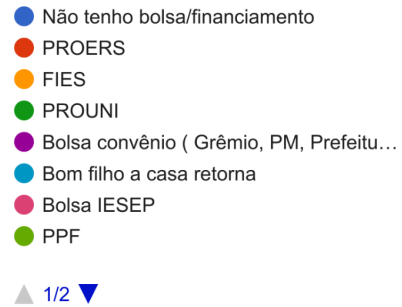 Não tenho bolsa/financiamento
PROERS
FIES
PROUNI
Bolsa convênio ( Grêmio, PM, Prefeitu…
Bom filho a casa retorna
Bolsa IESEP
PPF
1/2